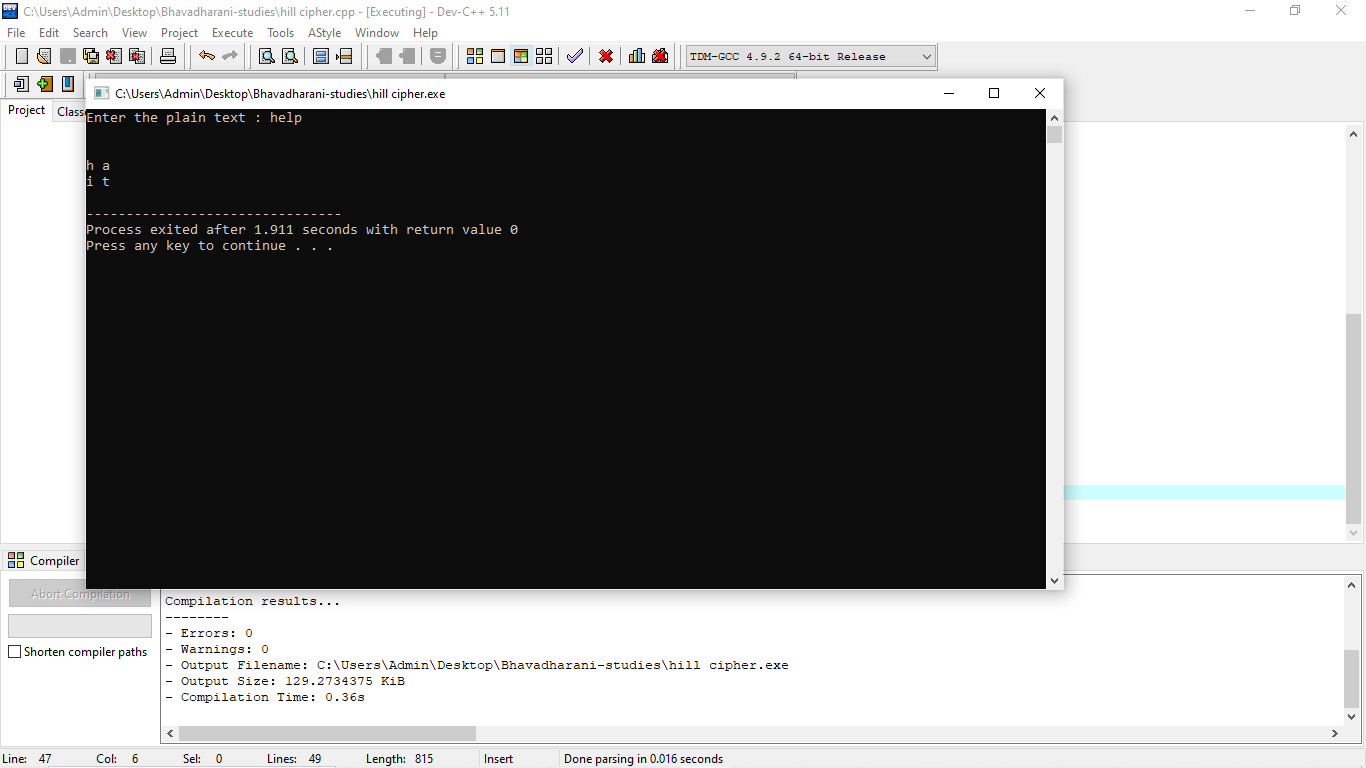 C:\Users\Admin\Desktop\Bhavadharani-studies\hill cipher.cpp - [Executing] - Dev-C++ 5.11
File Edit Search View Project Execute Tools AStyle Window Help
TDM-GCC 4.9.2 64-bit Release
C:\Users\Admin\Desktop\Bhavadharani-studies\hill cipher.exe
Project Class
Enter the plain text : help
h a
i t
--------------------------------
Process exited after 1.911 seconds with return value 0
Press any key to continue . . .
Compiler
Abort Compilation
Shorten compiler paths
Compilation results...
--------
- Errors: 0
- Warnings: 0
- Output Filename: C:\Users\Admin\Desktop\Bhavadharani-studies\hill cipher.exe
- Output Size: 129.2734375 KiB
- Compilation Time: 0.36s
Line: 47 Col: 6 Sel: 0 Lines: 49 Length: 815 Insert Done parsing in 0.016 seconds